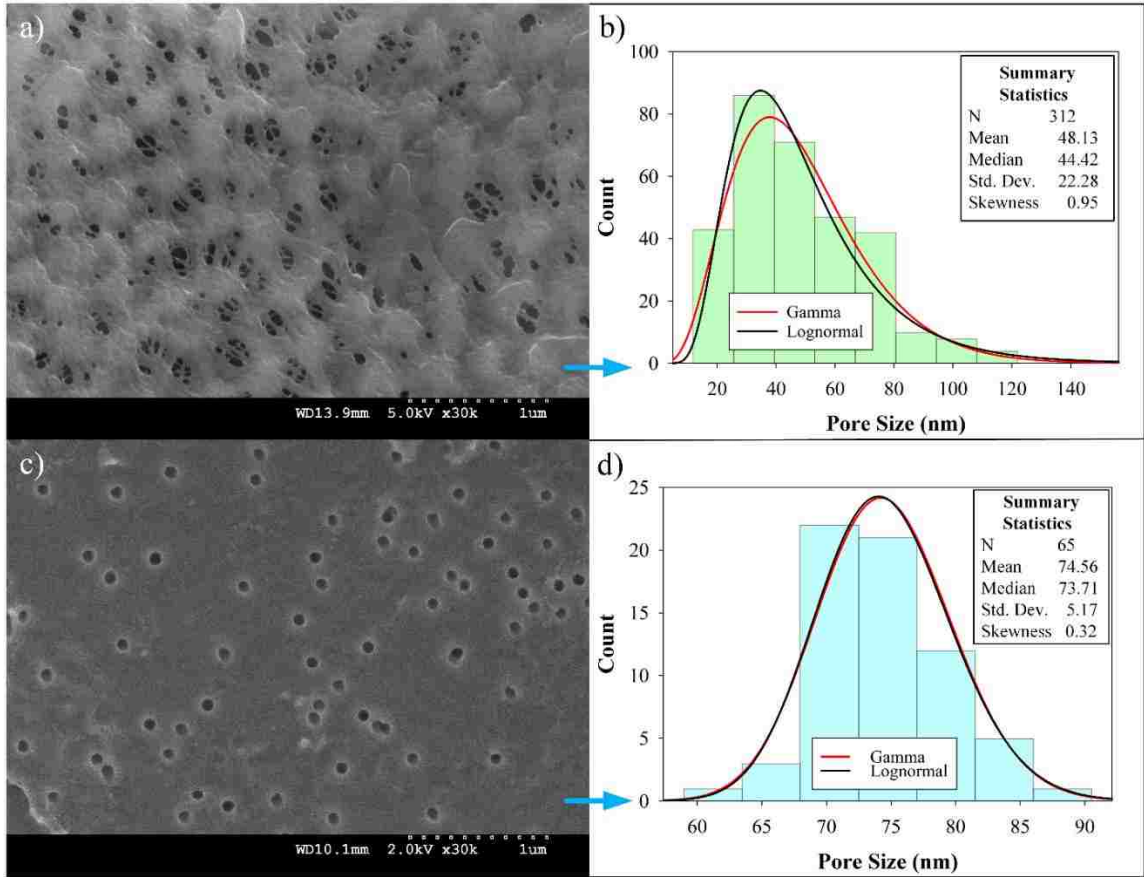 a)
WD13.9mm 5.0kV x30k 1um
b)
100
80
60
40
20
0
Count
20 40 60 80 100 120 140
Pore Size (nm)
Gamma
Lognormal
Summary
Statistics
N 312
Mean 48.13
Median 44.42
Std. Dev. 22.28
Skewness 0.95
c)
WD10.1mm 2.0kV x30k 1um
d)
25
20
15
10
5
0
Count
60 65 70 75 80 85 90
Pore Size (nm)
Gamma
Lognormal
Summary
Statistics
N 65
Mean 74.56
Median 73.71
Std. Dev. 5.17
Skewness 0.32